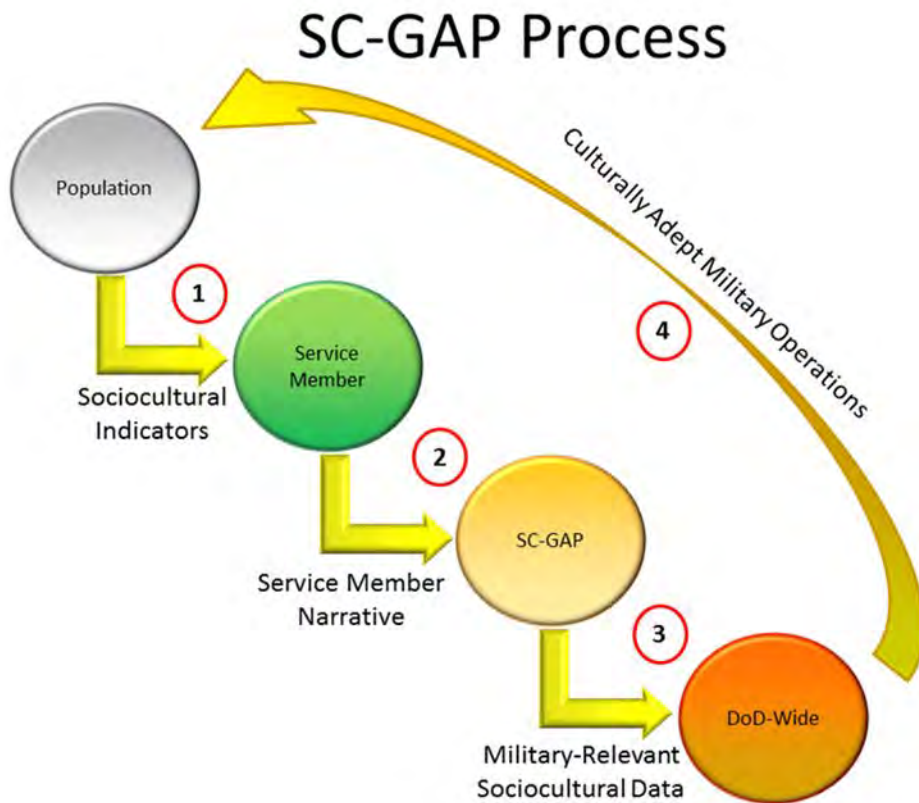 SC-GAP Process
Population
1
Sociocultural
Indicators
Service
Member
2
Service Member
Narrative
SC-GAP
3
Military-Relevant
Sociocultural Data
DoD-Wide
4
Culturally Adept Military Operations